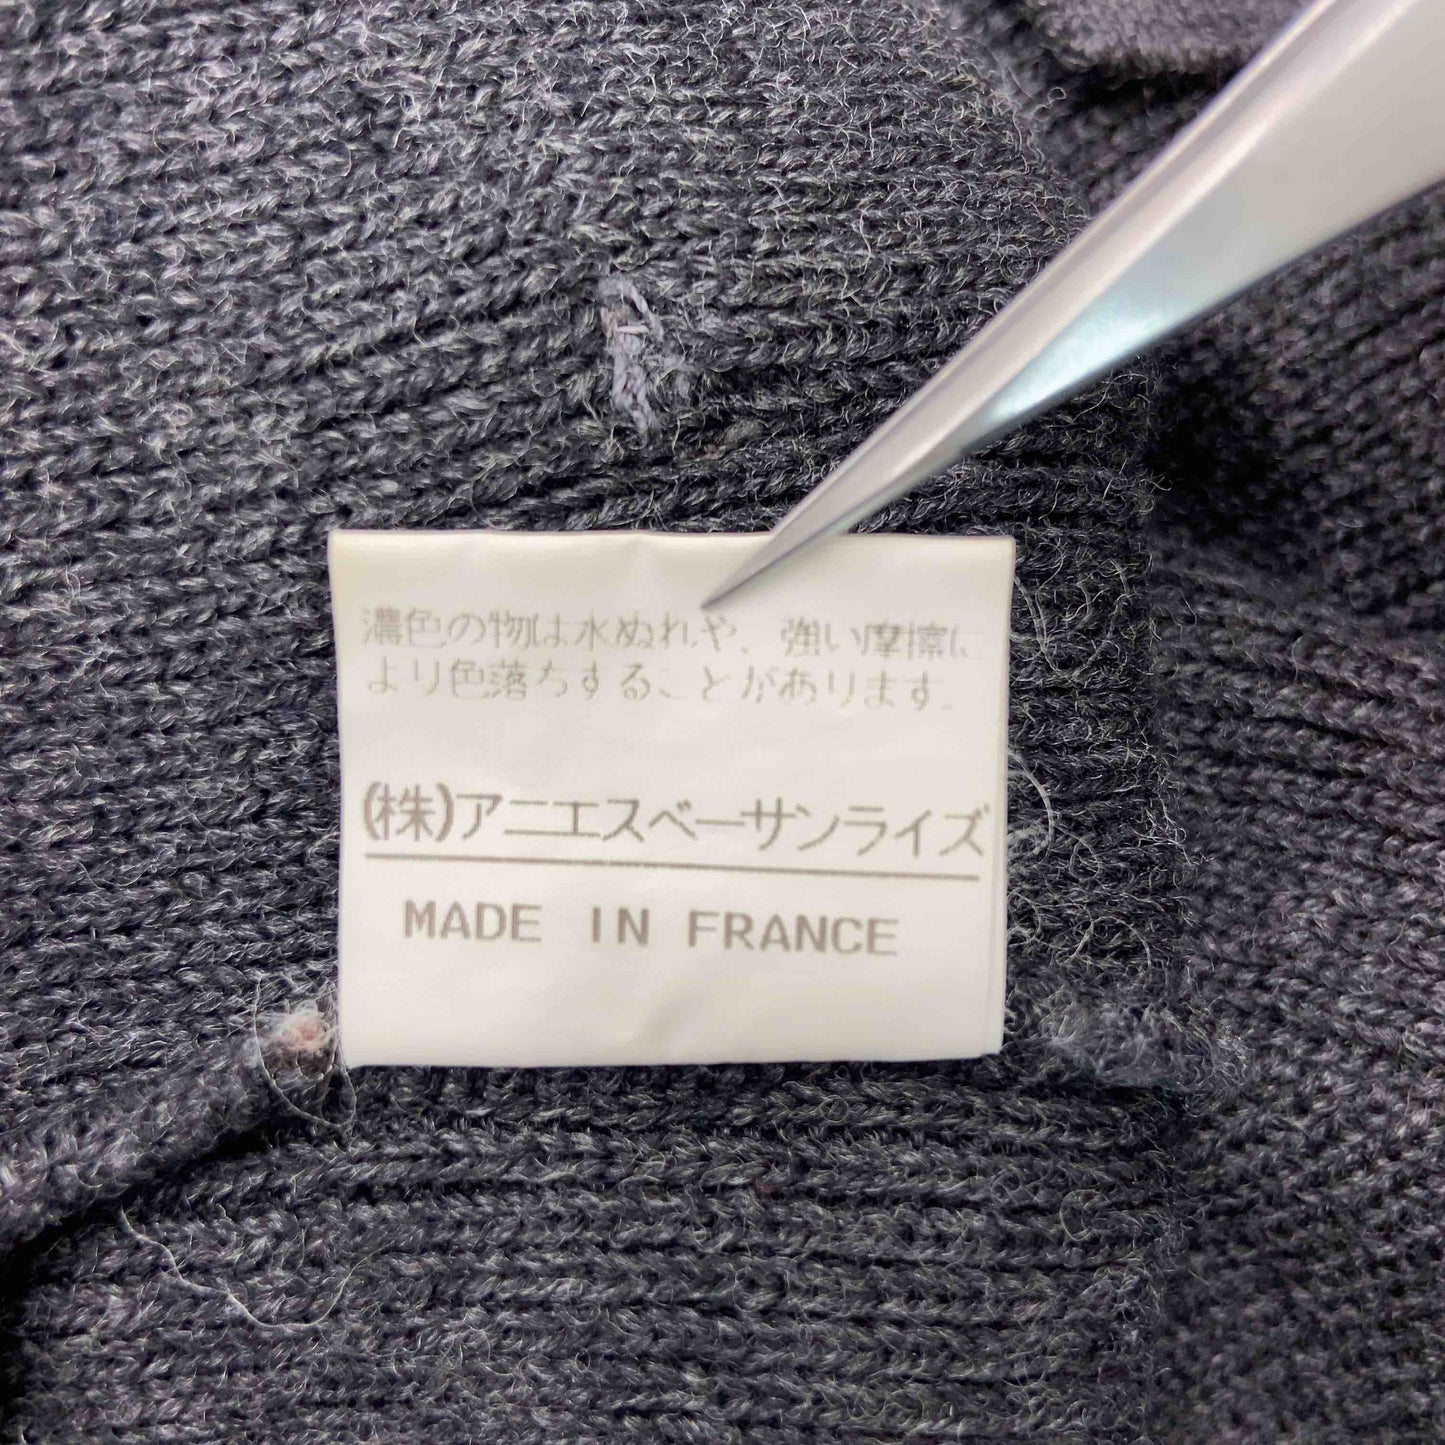 濃色の物は水ぬれや、強い摩擦に
より色落ちすることがあります。
(株)アニエスベーサンライズ
MADE IN FRANCE